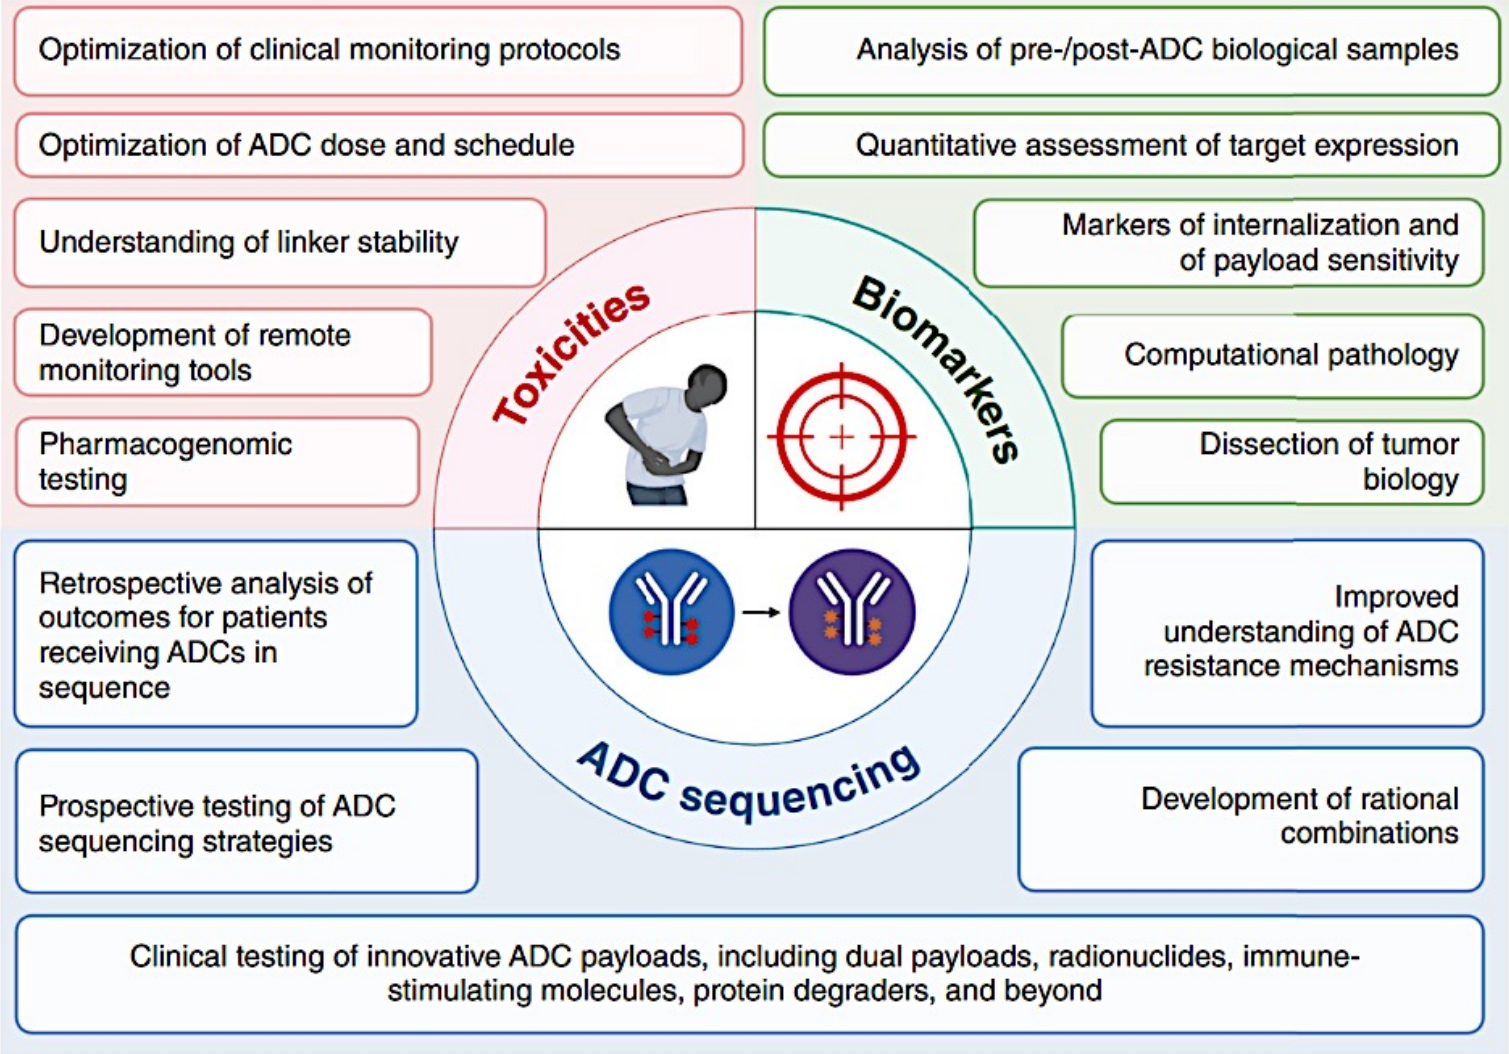 Optimization of clinical monitoring protocols
Optimization of ADC dose and schedule
Understanding of linker stability
Development of remote
monitoring tools
Pharmacogenomic
testing
Toxicities
Analysis of pre-/post-ADC biological samples
Quantitative assessment of target expression
Markers of internalization and
of payload sensitivity
Computational pathology
Dissection of tumor
biology
Biomarkers
Retrospective analysis of
outcomes for patients
receiving ADCs in
sequence
Prospective testing of ADC
sequencing strategies
ADC sequencing
Improved
understanding of ADC
resistance mechanisms
Development of rational
combinations
Clinical testing of innovative ADC payloads, including dual payloads, radionuclides, immune-
stimulating molecules, protein degraders, and beyond